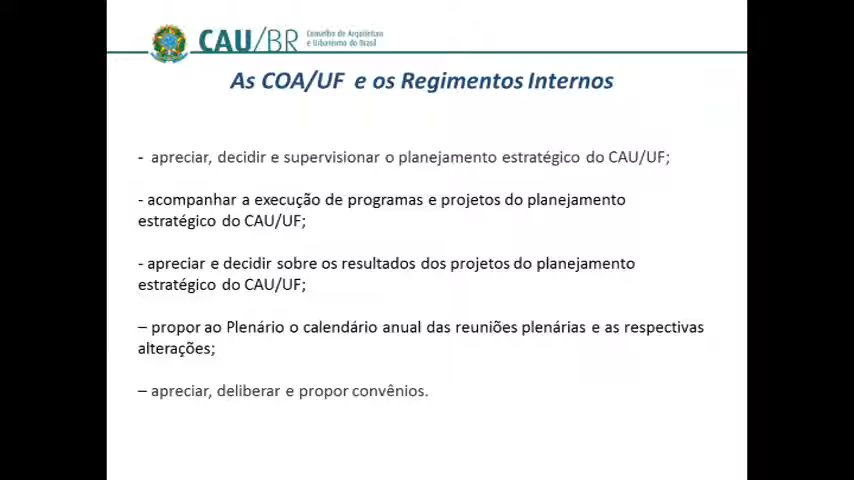 CAU/BR
Conselho de Arquitetura
e Urbanismo do Brasil
As COA/UF e os Regimentos Internos
- apreciar, decidir e supervisionar o planejamento estratégico do CAU/UF;
- acompanhar a execução de programas e projetos do planejamento
estratégico do CAU/UF;
- apreciar e decidir sobre os resultados dos projetos do planejamento
estratégico do CAU/UF;
– propor ao Plenário o calendário anual das reuniões plenárias e as respectivas
alterações;
– apreciar, deliberar e propor convênios.